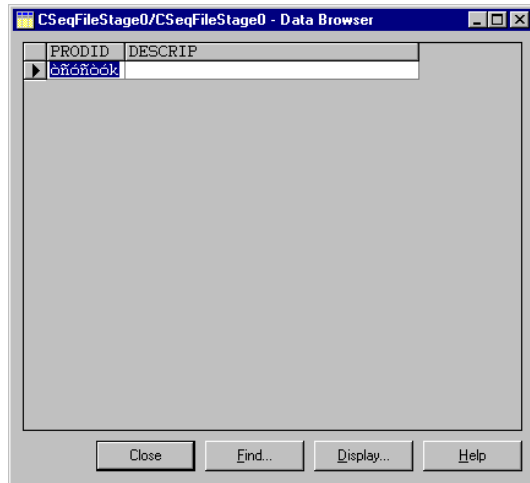 CSeqFileStage0/CSeqFileStage0 - Data Browser
PRODID DESCRIP
òñóñòók
Close Find... Display... Help